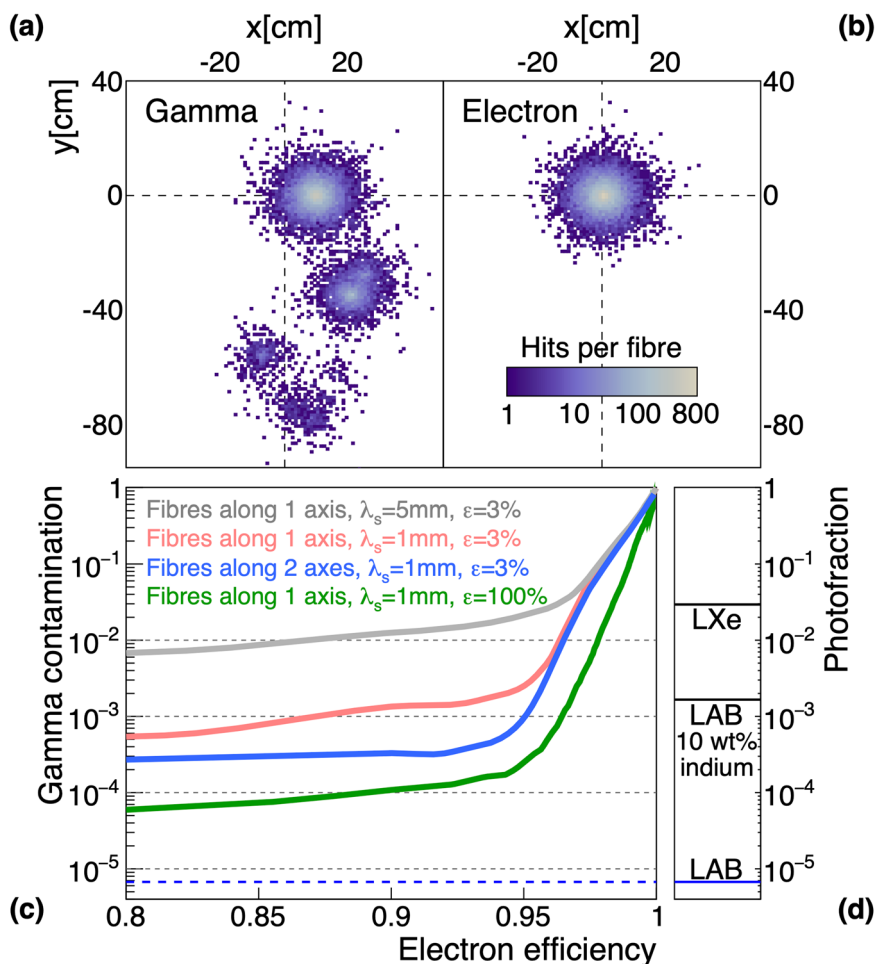 (a)
x[cm]
x[cm]
(b)
-20
20
-20
20
40
40
y[cm]
Gamma
Electron
0
0
-40
-40
Hits per fibre
1
10
100
800
-80
-80
Gamma contamination
1
10⁻¹
10⁻²
10⁻³
10⁻⁴
10⁻⁵
Fibres along 1 axis, λₛ=5mm, ε=3%
Fibres along 1 axis, λₛ=1mm, ε=3%
Fibres along 2 axes, λₛ=1mm, ε=3%
Fibres along 1 axis, λₛ=1mm, ε=100%
1
10⁻¹
10⁻²
10⁻³
10⁻⁴
10⁻⁵
Photofraction
LXe
LAB
10 wt%
indium
LAB
(c)
0.8
0.85
0.9
0.95
1
(d)
Electron efficiency